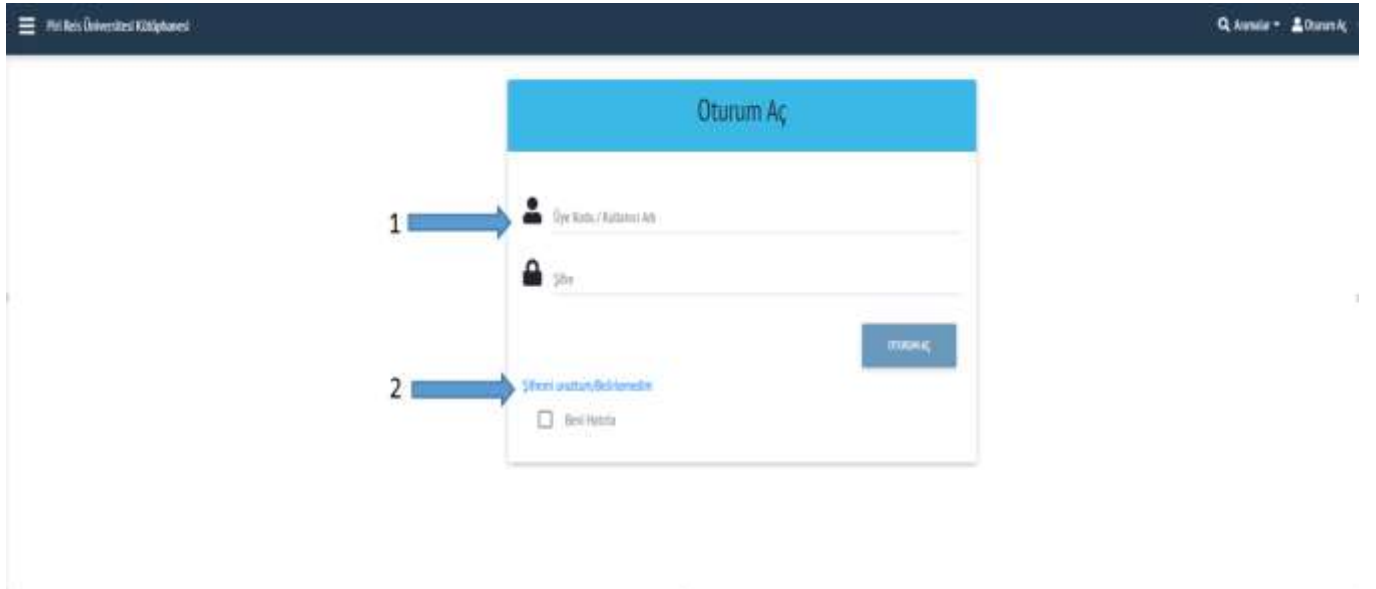 Piri Reis Üniversitesi Kütüphanesi
Aramalar
Oturum Aç
Oturum Aç
1
Üye Kodu / Kullanıcı Adı
Şifre
OTURUM AÇ
2
Şifremi unuttum/Belirlemedim
Beni Hatırla